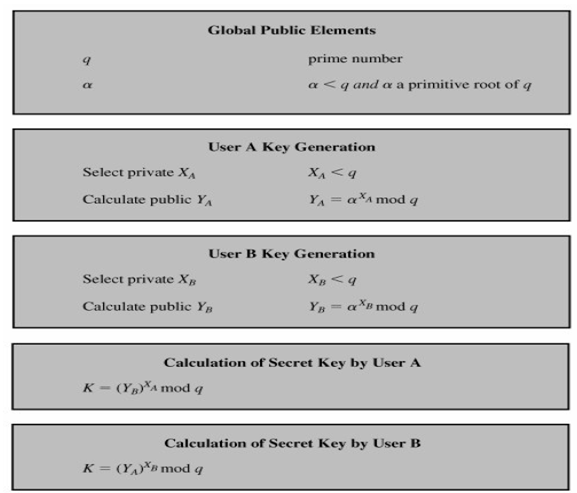 Global Public Elements
q prime number
α α < q and α a primitive root of q
User A Key Generation
Select private X_A X_A < q
Calculate public Y_A Y_A = α^{X_A} mod q
User B Key Generation
Select private X_B X_B < q
Calculate public Y_B Y_B = α^{X_B} mod q
Calculation of Secret Key by User A
K = (Y_B)^{X_A} mod q
Calculation of Secret Key by User B
K = (Y_A)^{X_B} mod q